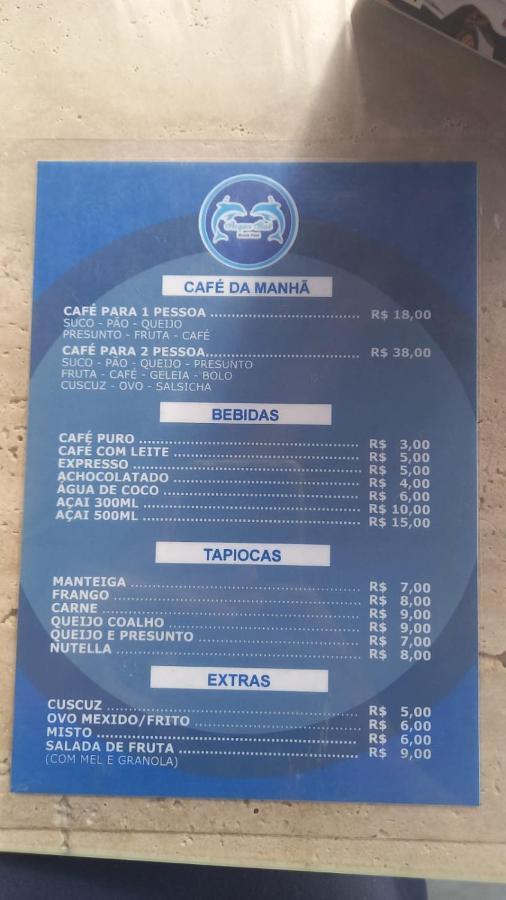 CAFÉ DA MANHÃ
CAFÉ PARA 1 PESSOA ........ R$ 18,00
SUCO - PÃO - QUEIJO
PRESUNTO - FRUTA - CAFÉ
CAFÉ PARA 2 PESSOA........ R$ 38,00
SUCO - PÃO - QUEIJO - PRESUNTO
FRUTA - CAFÉ - GELEIA - BOLO
CUSCUZ - OVO - SALSICHA
BEBIDAS
CAFÉ PURO ........ R$ 3,00
CAFÉ COM LEITE ........ R$ 5,00
EXPRESSO ........ R$ 5,00
ACHOCOLATADO ........ R$ 4,00
ÁGUA DE COCO ........ R$ 6,00
AÇAI 300ML ........ R$ 10,00
AÇAI 500ML ........ R$ 15,00
TAPIOCAS
MANTEIGA ........ R$ 7,00
FRANGO ........ R$ 8,00
CARNE ........ R$ 9,00
QUEIJO COALHO ........ R$ 9,00
QUEIJO E PRESUNTO ........ R$ 7,00
NUTELLA ........ R$ 8,00
EXTRAS
CUSCUZ ........ R$ 5,00
OVO MEXIDO/FRITO ........ R$ 6,00
MISTO ........ R$ 6,00
SALADA DE FRUTA ........ R$ 9,00
(COM MEL E GRANOLA)